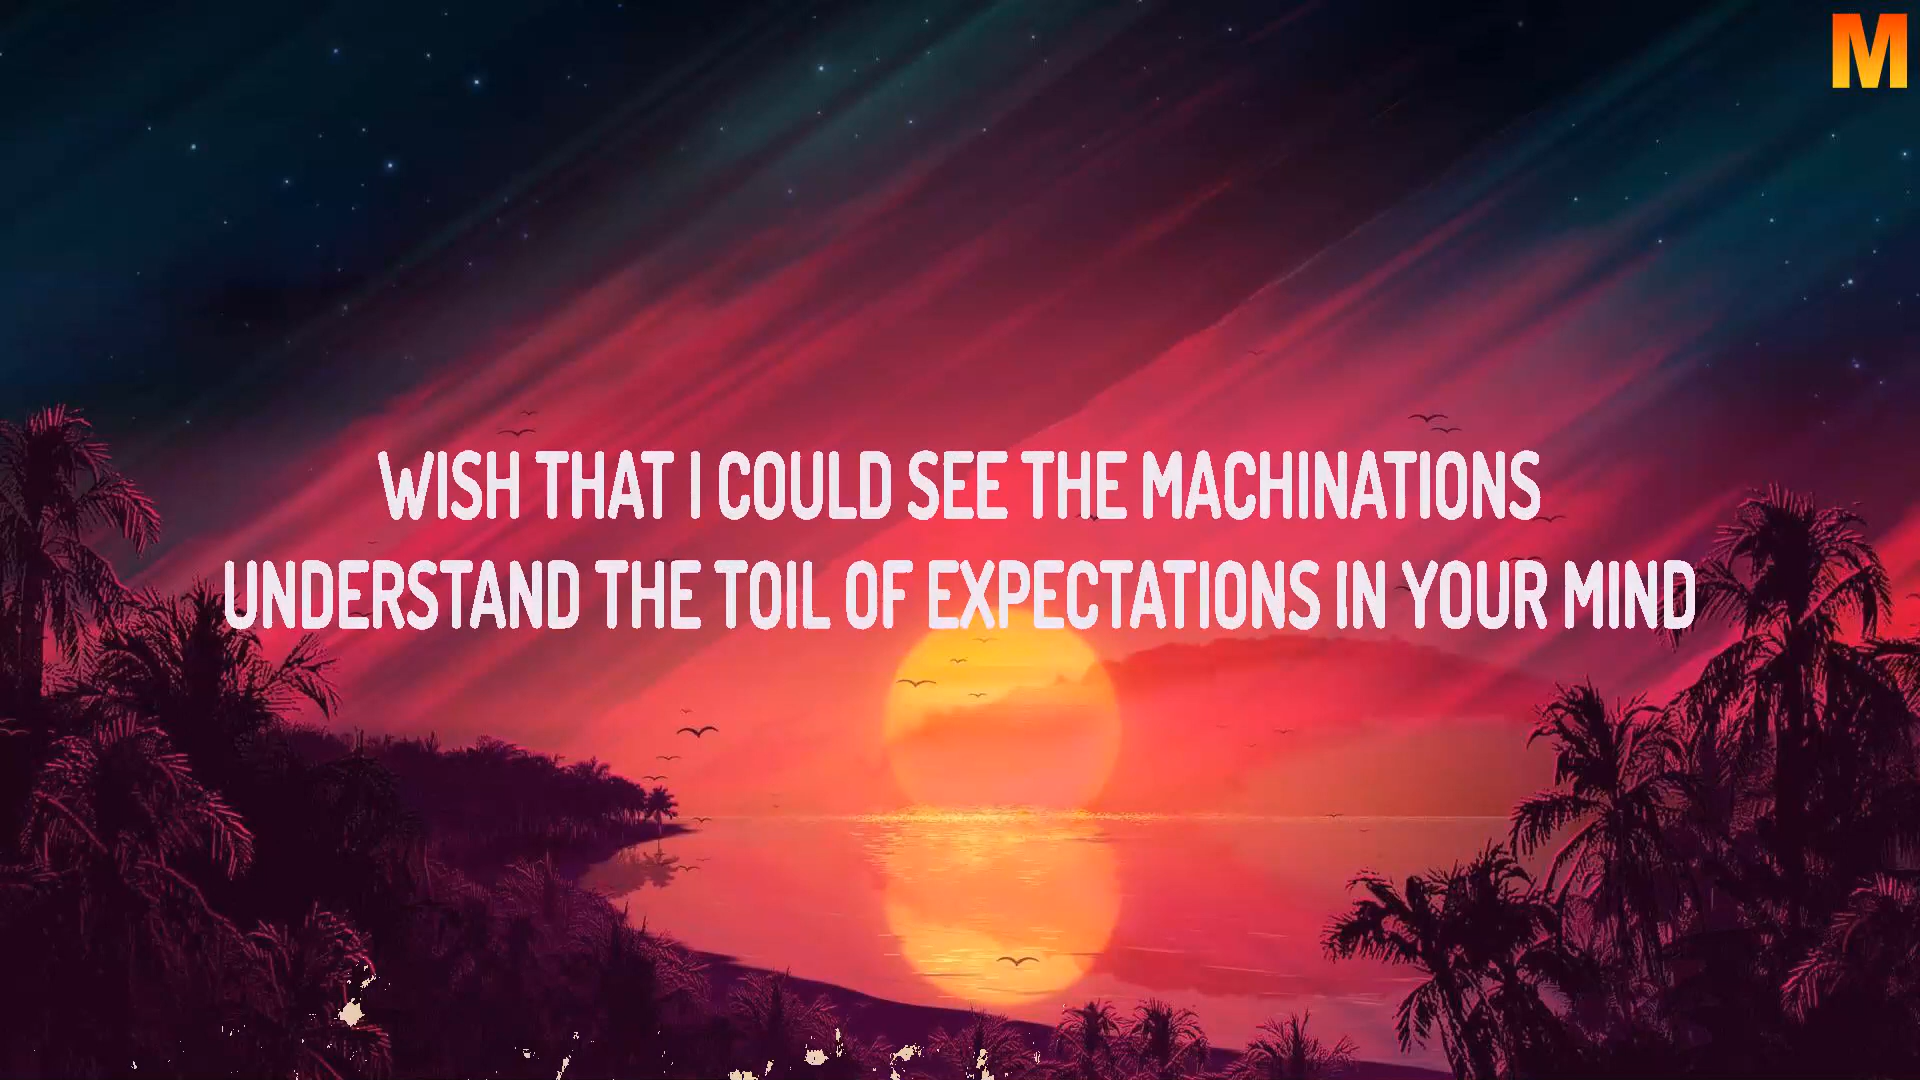 M
WISH THAT I COULD SEE THE MACHINATIONS
UNDERSTAND THE TOIL OF EXPECTATIONS IN YOUR MIND